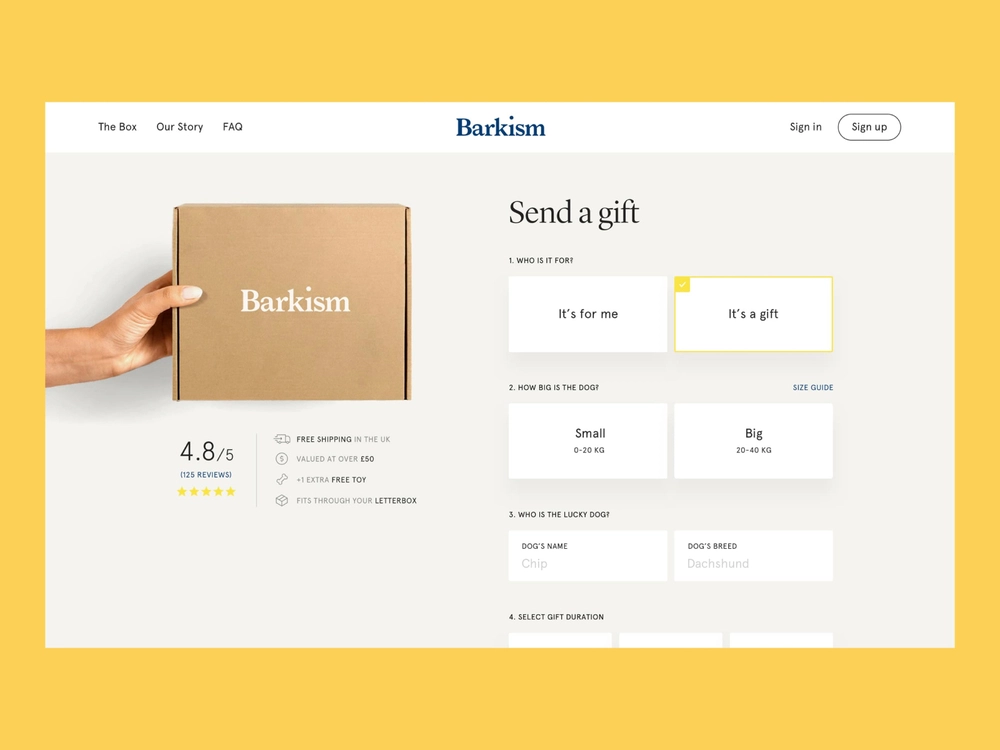 The Box Our Story FAQ Barkism Sign in Sign up
Barkism
4.8/5
(125 REVIEWS)
FREE SHIPPING IN THE UK
VALUED AT OVER £50
+1 EXTRA FREE TOY
FITS THROUGH YOUR LETTERBOX
Send a gift
1. WHO IS IT FOR?
It’s for me It’s a gift
2. HOW BIG IS THE DOG? SIZE GUIDE
Small Big
0-20 KG 20-40 KG
3. WHO IS THE LUCKY DOG?
DOG’S NAME DOG’S BREED
Chip Dachshund
4. SELECT GIFT DURATION